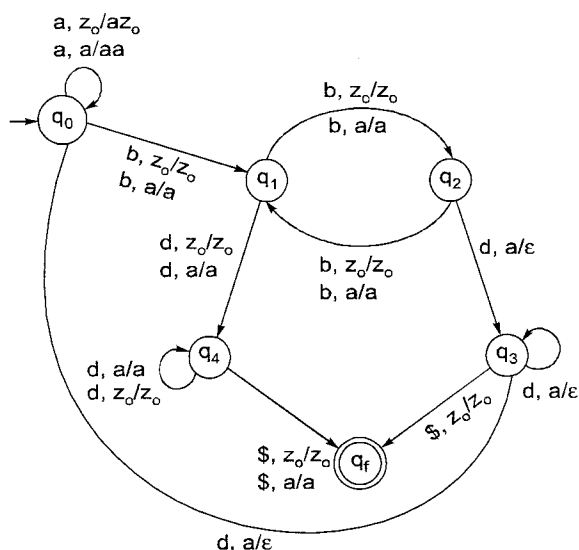 a, z₀/az₀
a, a/aa
q₀
b, z₀/z₀
b, a/a
b, z₀/z₀
b, a/a
q₁
q₂
b, z₀/z₀
b, a/a
d, z₀/z₀
d, a/a
d, a/ε
q₄
d, a/a
d, z₀/z₀
q₃
d, a/ε
$, z₀/z₀
$, z₀/z₀
$, a/a
q_f
d, a/ε